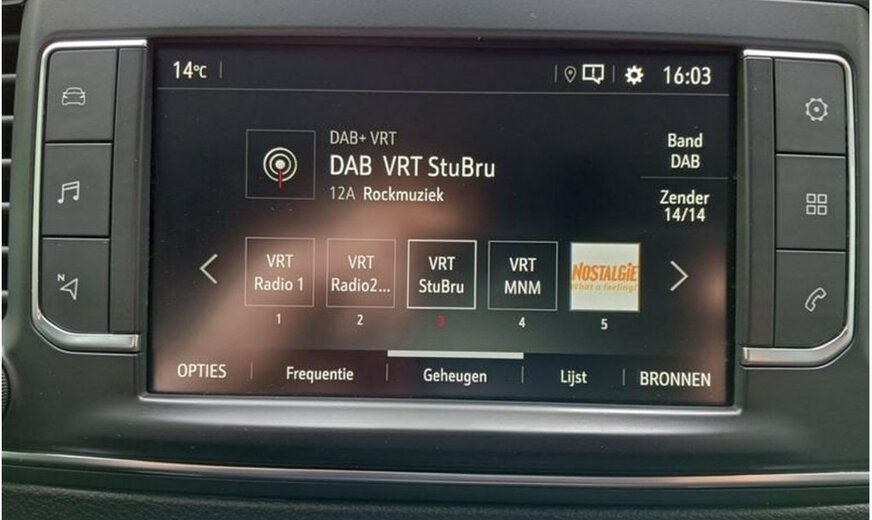 14°C
16:03
DAB+ VRT
DAB VRT StuBru
12A Rockmuziek
Band
DAB
Zender
14/14
VRT
Radio 1
VRT
Radio2...
VRT
StuBru
VRT
MNM
NOSTALGIE
What a feeling!
1
2
3
4
5
N
OPTIES
Frequentie
Geheugen
Lijst
BRONNEN